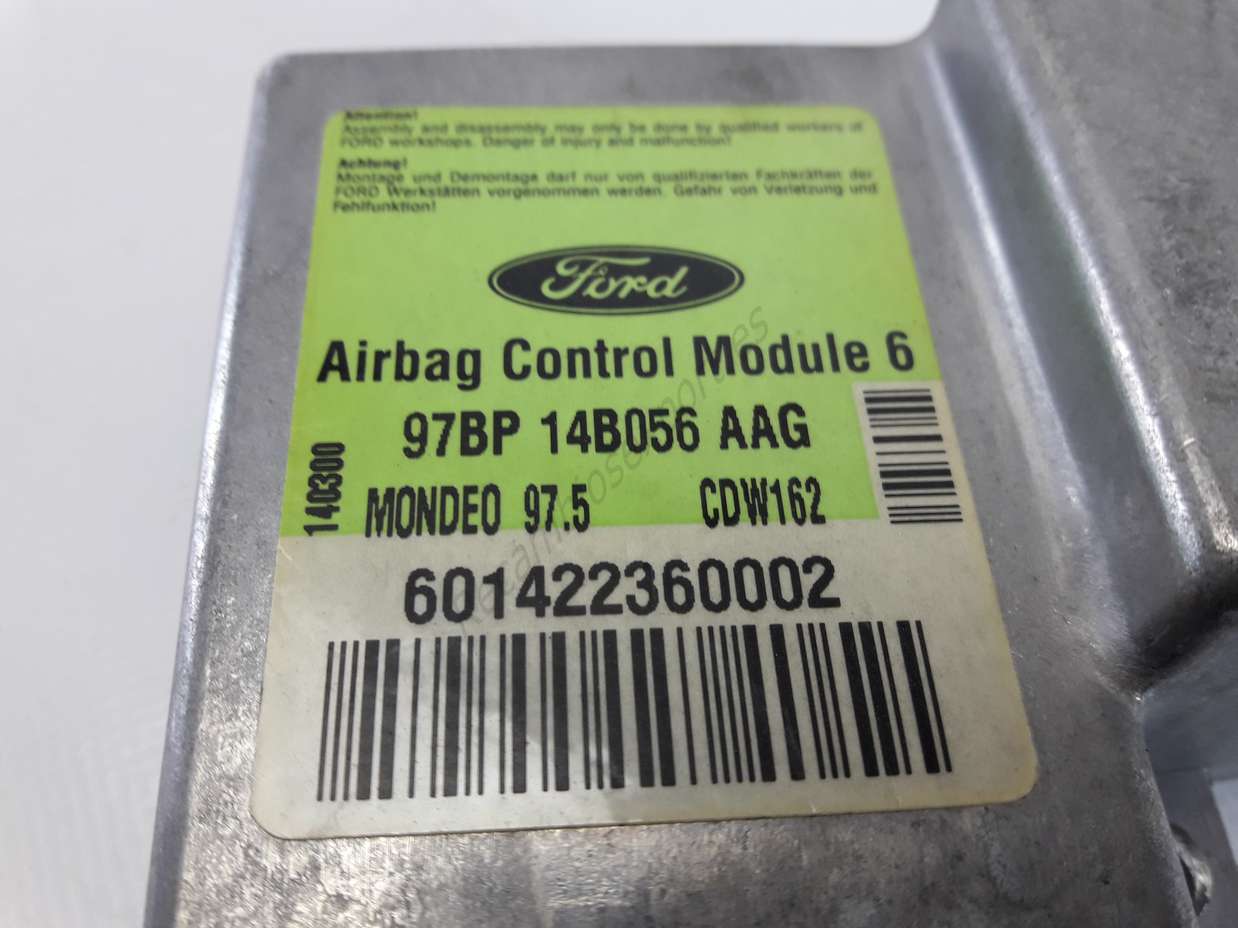 Attention!
Assembly and disassembly may only be done by qualified workers of
FORD workshops. Danger of injury and malfunction!
Achtung!
Montage und Demontage darf nur von qualifizierten Fachkräften der
FORD Werkstätten vorgenommen werden. Gefahr von Verletzung und
Fehlfunktion!
Ford
Airbag Control Module 6
97BP 14B056 AAG
140300
MONDEO 97.5 CDW162
601422360002